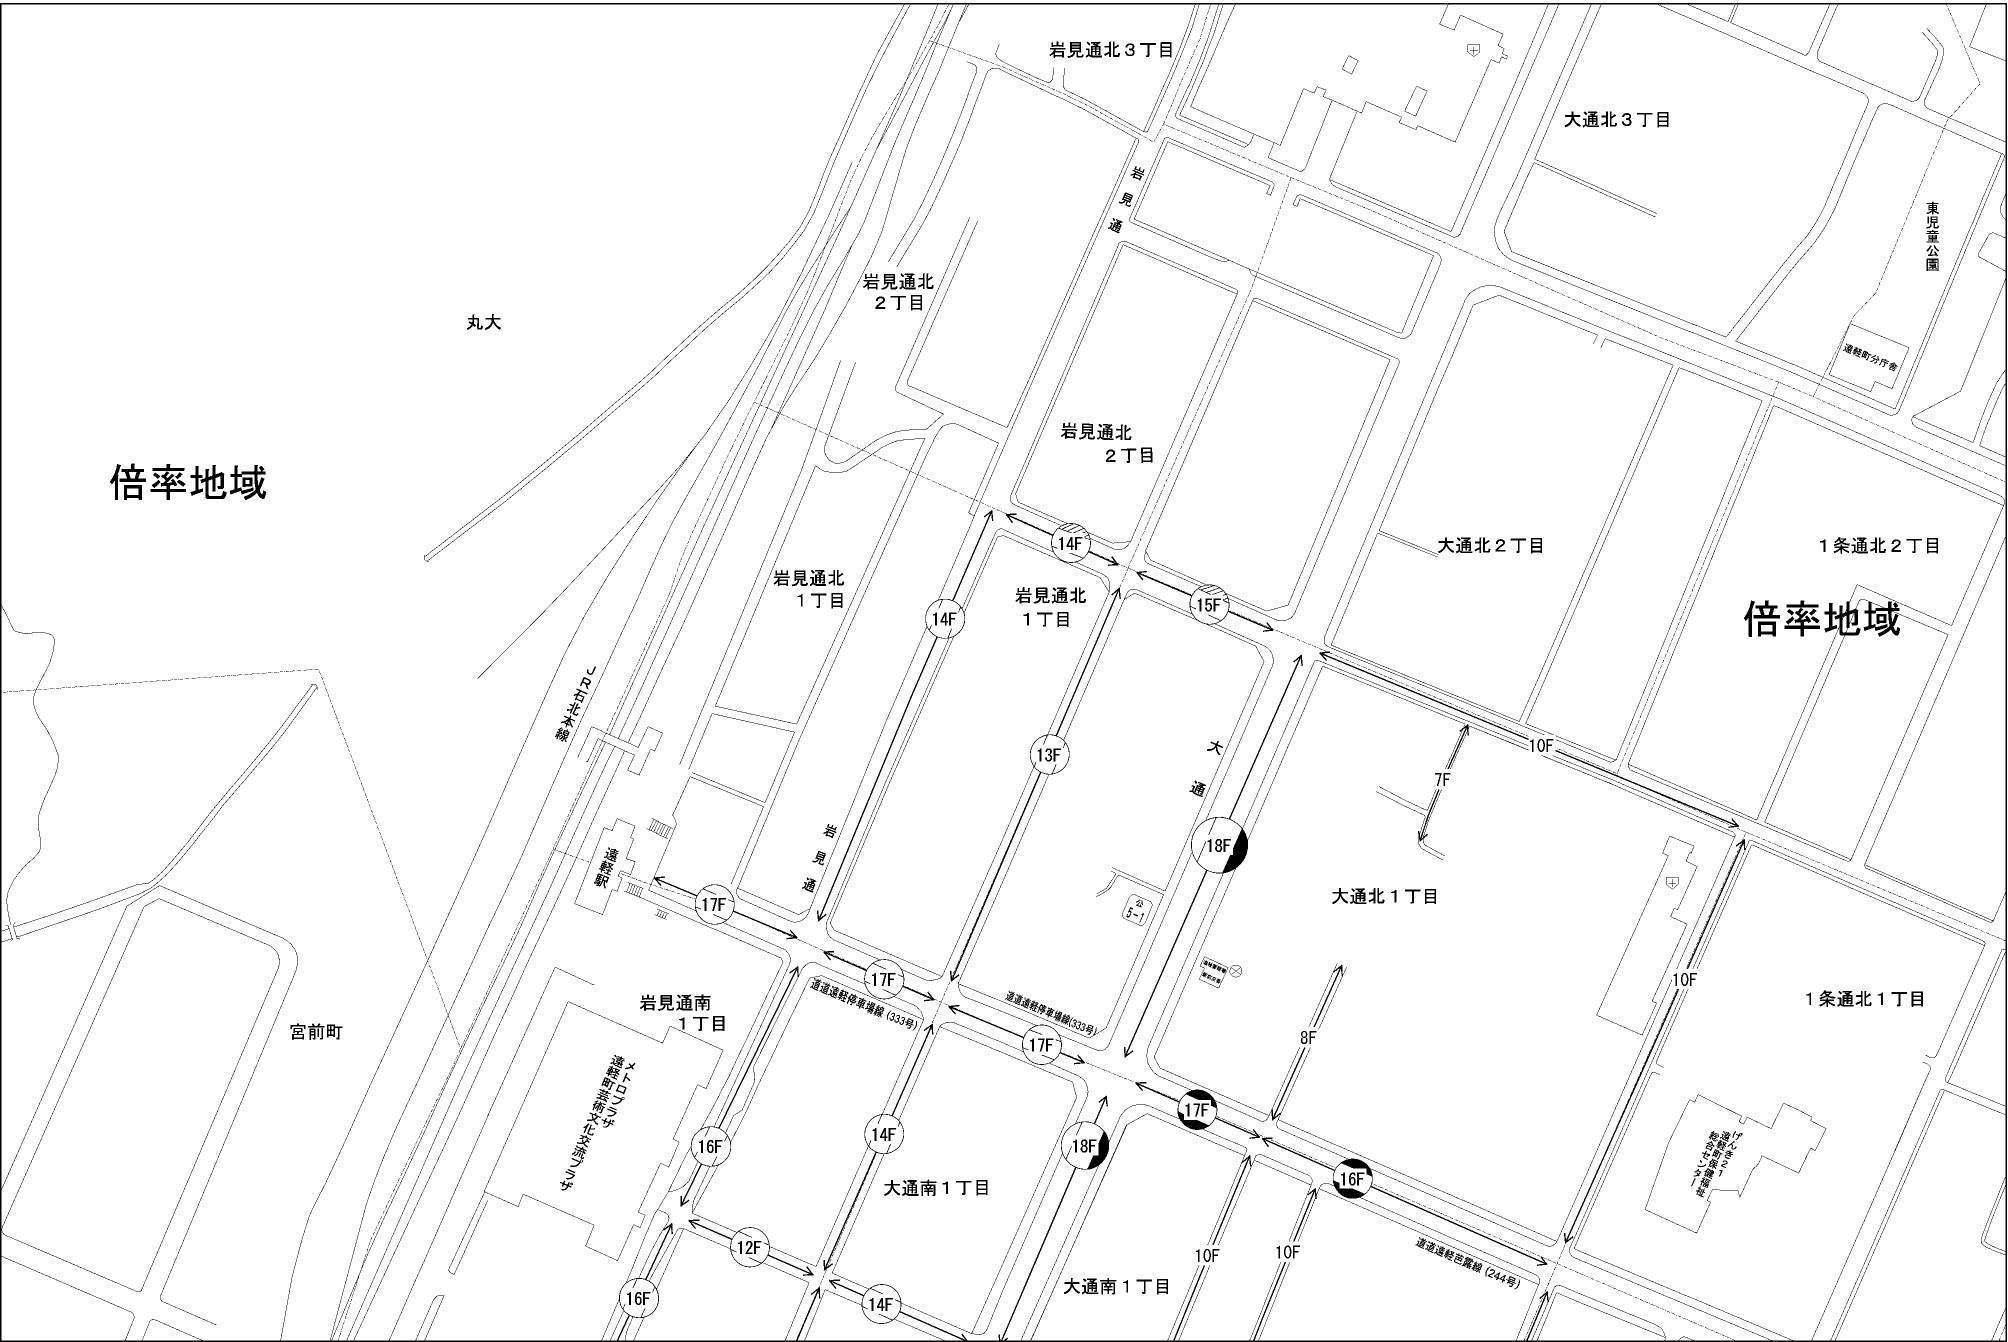 岩見通北３丁目
大通北３丁目
岩見通
東児童公園
岩見通北
２丁目
丸大
遠軽町分庁舎
岩見通北
２丁目
倍率地域
14F
大通北２丁目
１条通北２丁目
岩見通北
１丁目
岩見通北
１丁目
15F
14F
倍率地域
ＪＲ石北本線
13F
大通
10F
7F
18F
岩見通
遠軽駅
17F
公
5-1
大通北１丁目
17F
10F
岩見通南
１丁目
道道遠軽停車場線(333号)
道道遠軽停車場線(333号)
１条通北１丁目
宮前町
17F
8F
メトロプラザ
遠軽町芸術文化交流プラザ
17F
16F
14F
18F
げんき２１
遠軽町保健福祉
総合センター
大通南１丁目
16F
12F
10F
10F
道道遠軽芭露線(244号)
大通南１丁目
16F
14F